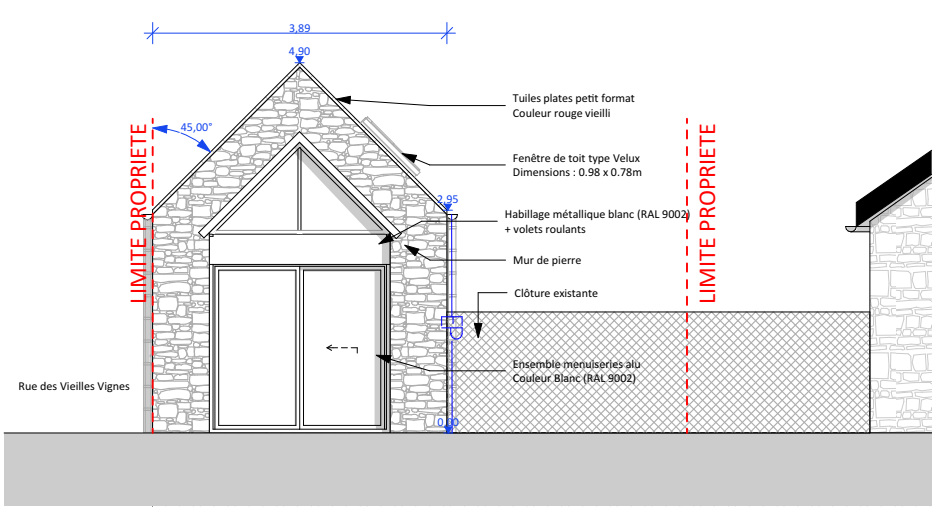 3,89
4,90
Tuiles plates petit format
Couleur rouge vieilli
45,00°
LIMITE PROPRIETE
LIMITE PROPRIETE
Fenêtre de toit type Velux
Dimensions : 0.98 x 0.78m
2,95
Habillage métallique blanc (RAL 9002)
+ volets roulants
Mur de pierre
Clôture existante
Ensemble menuiseries alu
Couleur Blanc (RAL 9002)
Rue des Vieilles Vignes
0,00